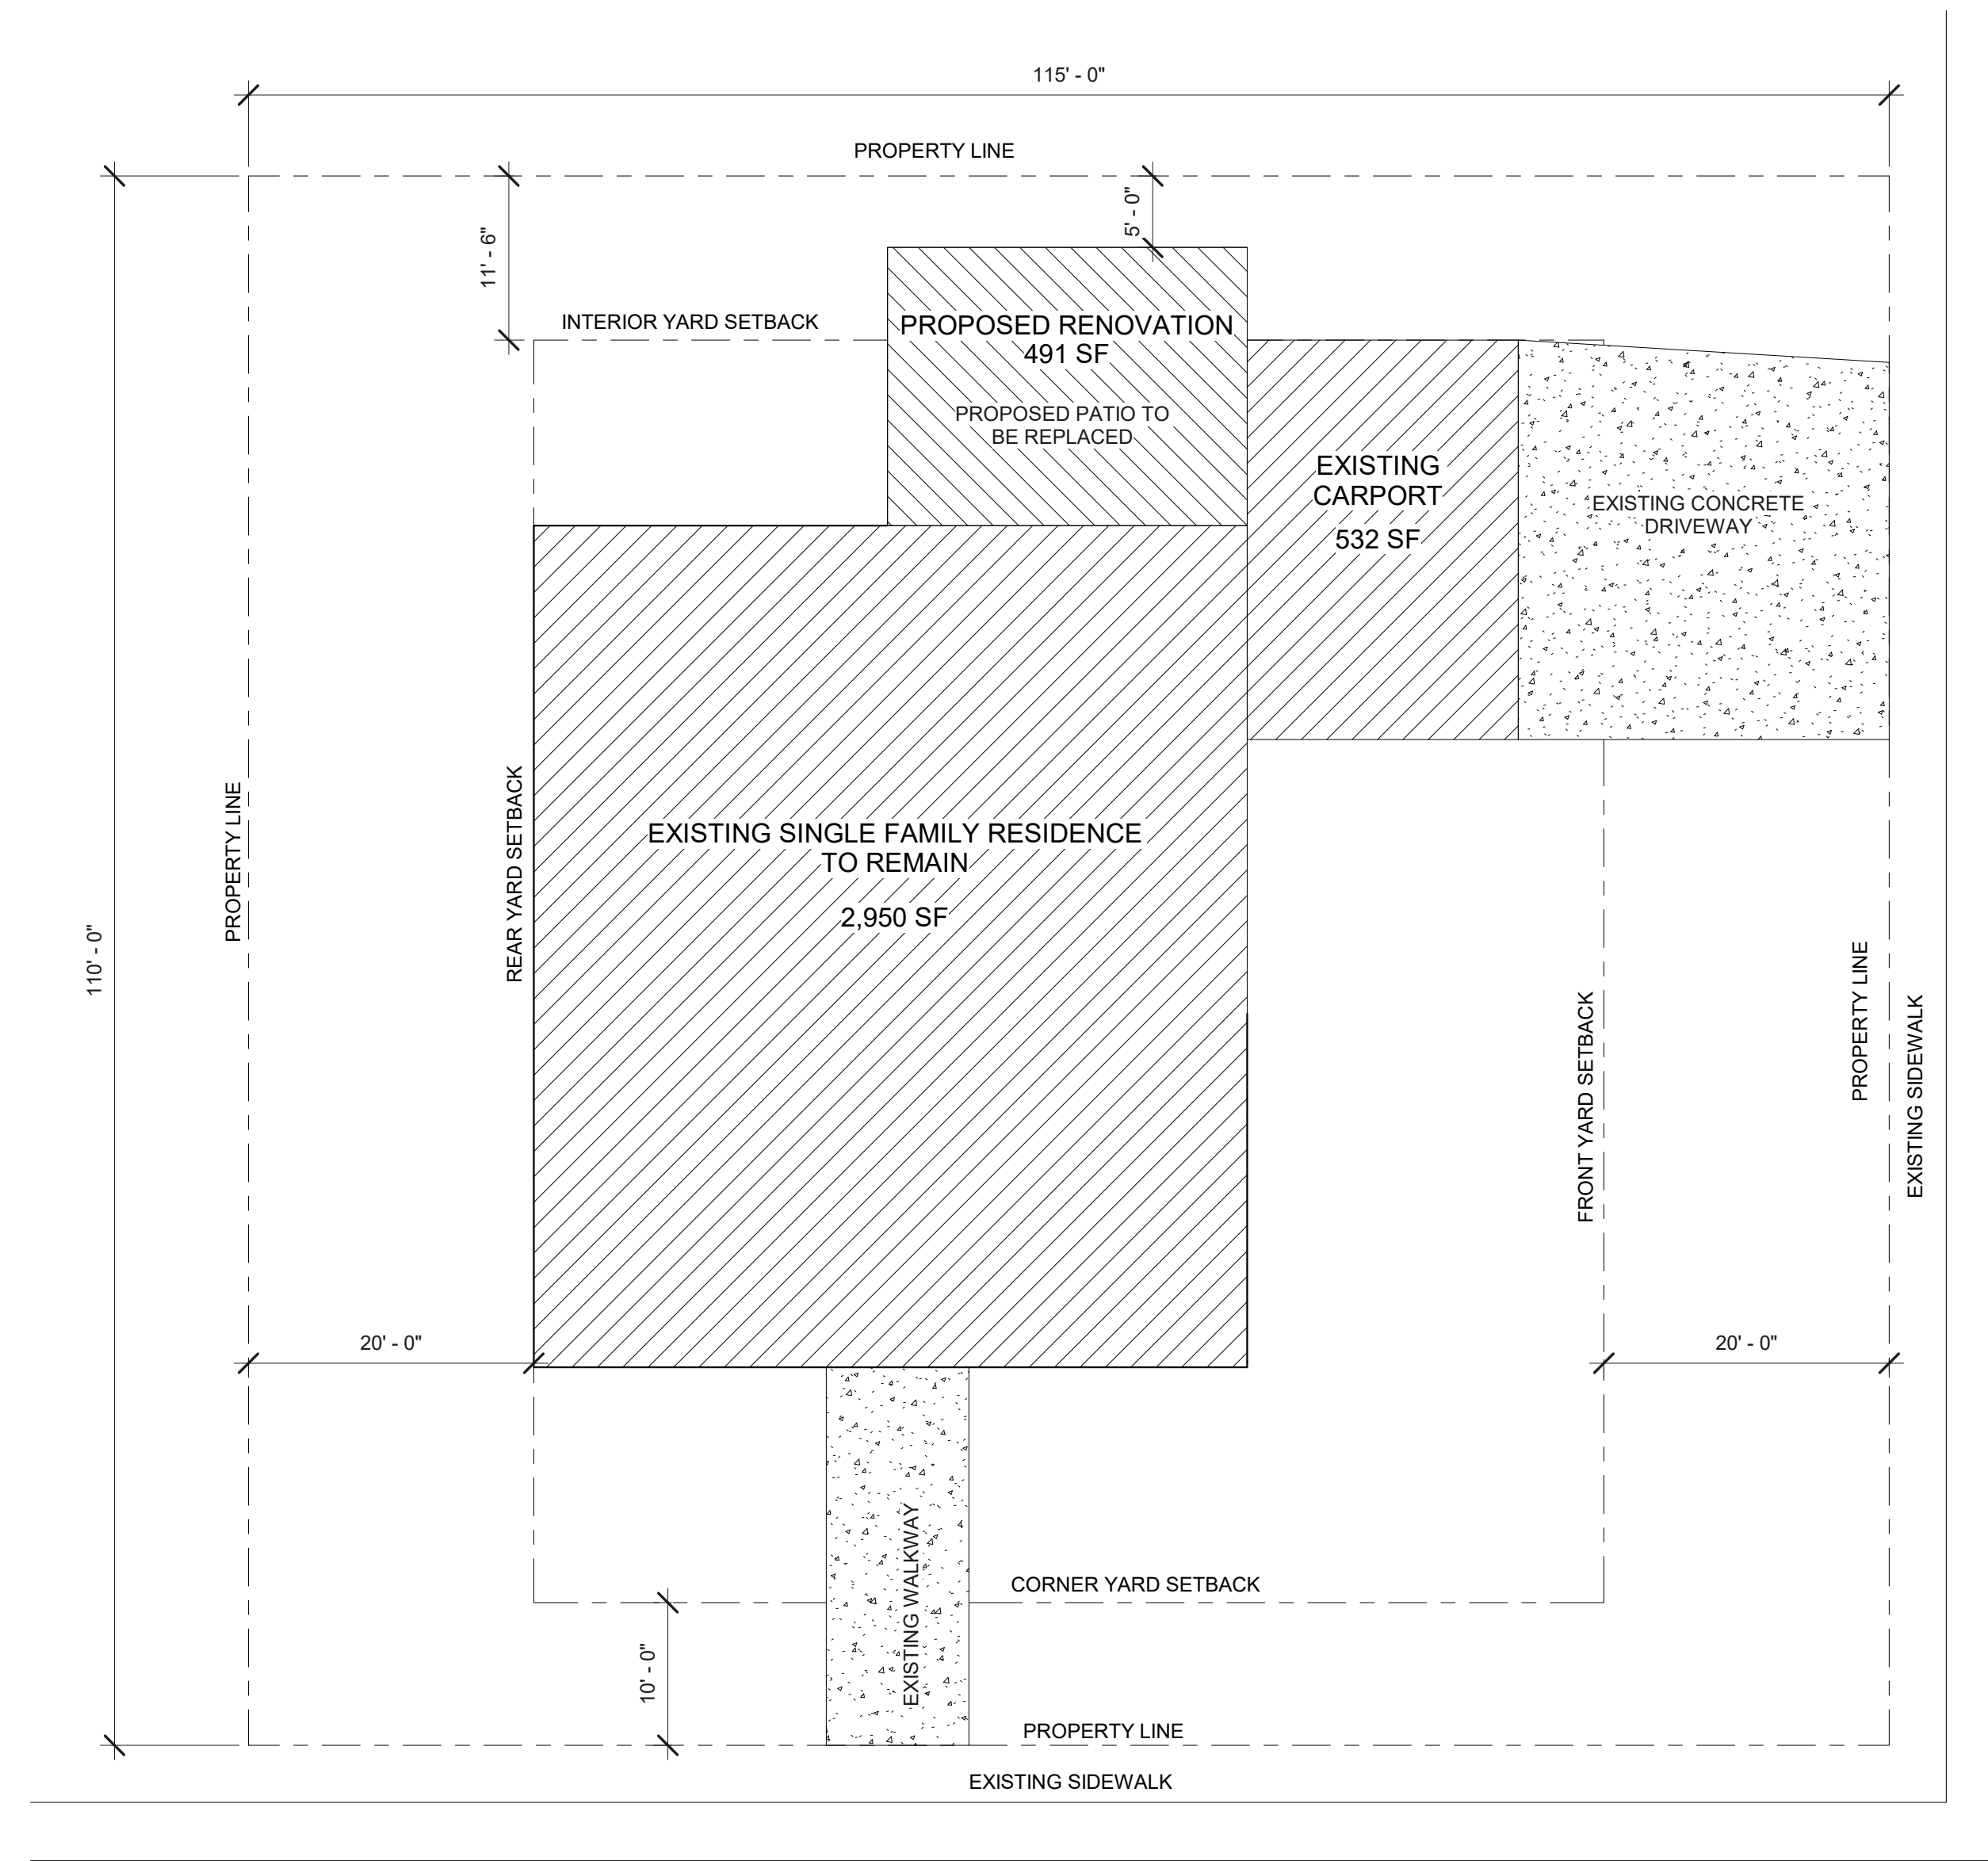 115' - 0"
PROPERTY LINE
5' - 0"
11' - 6"
INTERIOR YARD SETBACK
PROPOSED RENOVATION
491 SF
PROPOSED PATIO TO
BE REPLACED
EXISTING
CARPORT
532 SF
EXISTING CONCRETE
DRIVEWAY
PROPERTY LINE
REAR YARD SETBACK
EXISTING SINGLE FAMILY RESIDENCE
TO REMAIN
2,950 SF
110' - 0"
FRONT YARD SETBACK
PROPERTY LINE
EXISTING SIDEWALK
20' - 0"
20' - 0"
EXISTING WALKWAY
CORNER YARD SETBACK
10' - 0"
PROPERTY LINE
EXISTING SIDEWALK